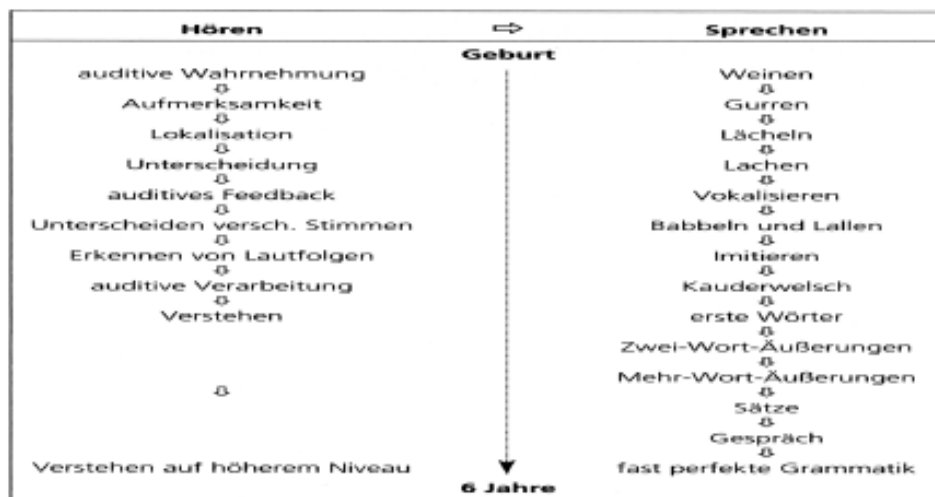 Hören ⇨ Sprechen
Geburt
auditive Wahrnehmung Weinen
Aufmerksamkeit Gurren
Lokalisation Lächeln
Unterscheidung Lachen
auditives Feedback Vokalisieren
Unterscheiden versch. Stimmen Babbeln und Lallen
Erkennen von Lautfolgen Imitieren
auditive Verarbeitung Kauderwelsch
Verstehen erste Wörter
Zwei-Wort-Äußerungen
Mehr-Wort-Äußerungen
Sätze
Gespräch
Verstehen auf höherem Niveau fast perfekte Grammatik
6 Jahre